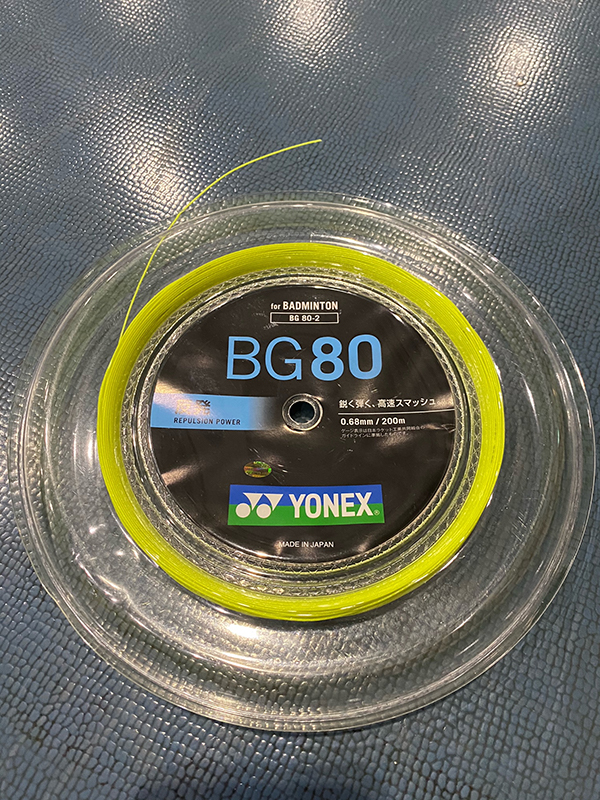 for BADMINTON
BG 80-2
BG80
REPULSION POWER
鋭く弾く、高速スマッシュ
0.68mm / 200m
YONEX®
MADE IN JAPAN